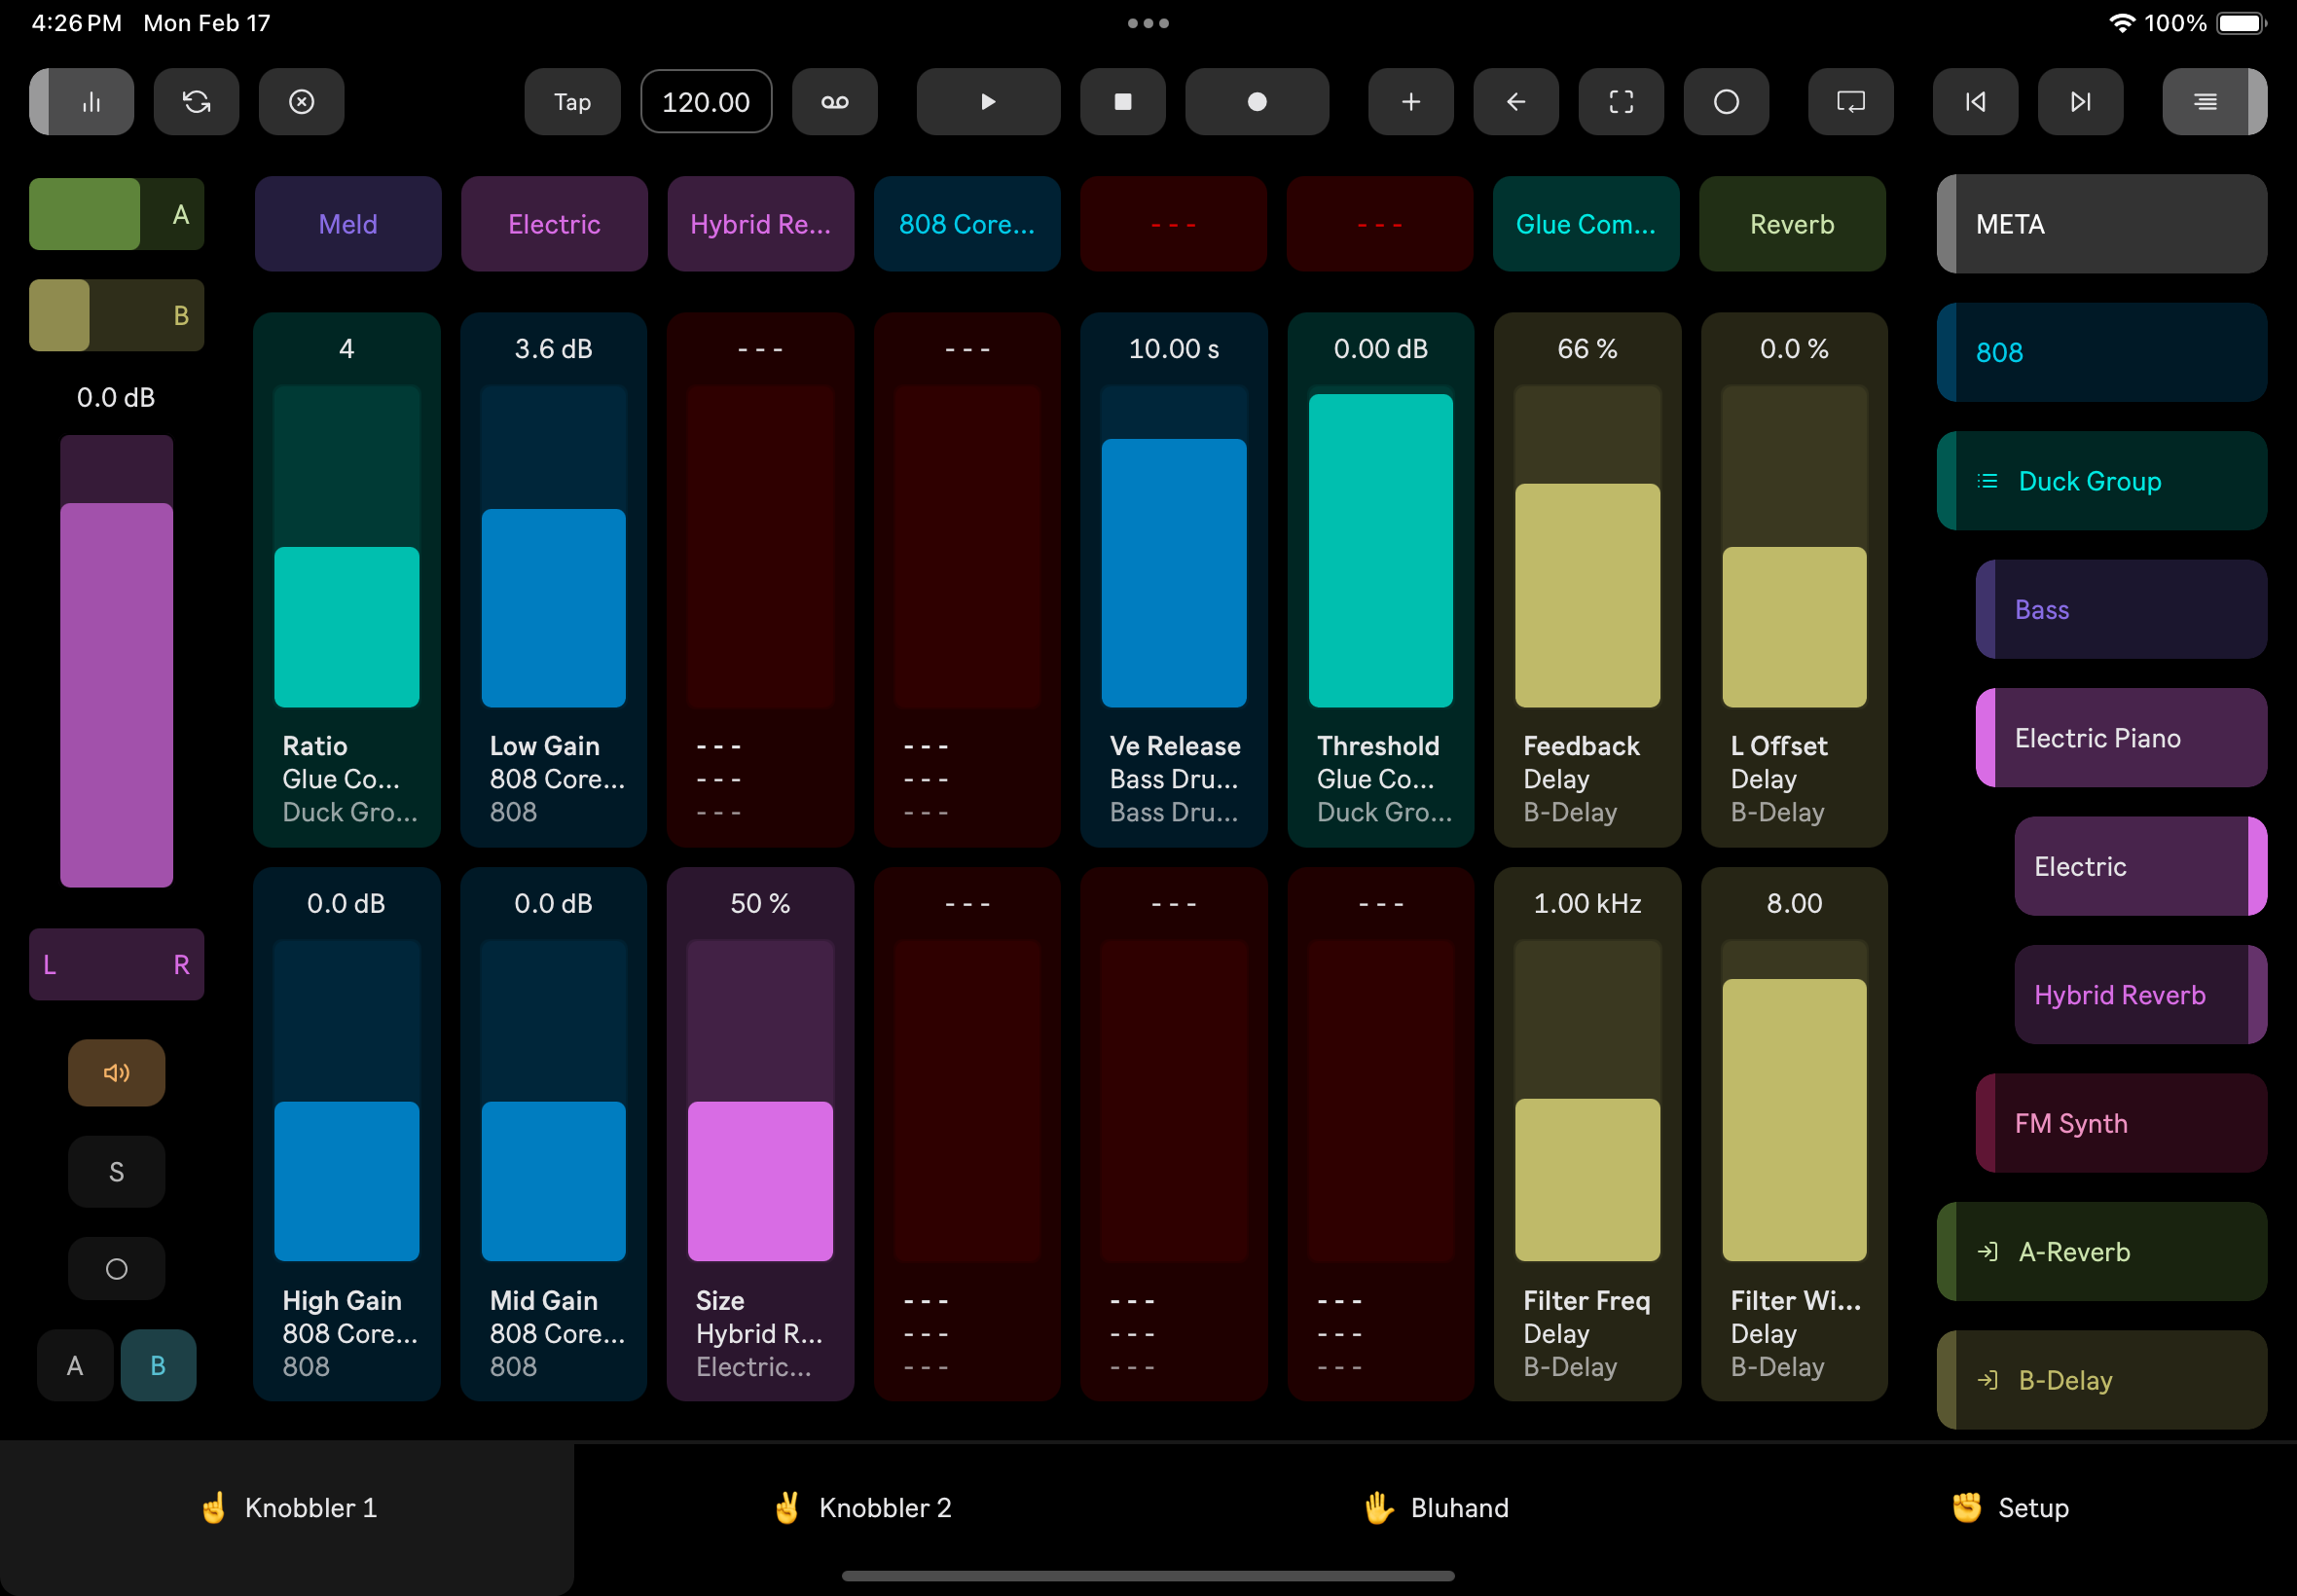 4:26 PM Mon Feb 17
100%
Tap
120.00
A
B
0.0 dB
L R
S
A B
Meld
Electric
Hybrid Re...
808 Core...
- - -
- - -
Glue Com...
Reverb
4
Ratio
Glue Co...
Duck Gro...
3.6 dB
Low Gain
808 Core...
808
- - -
- - -
- - -
- - -
- - -
- - -
- - -
- - -
10.00 s
Ve Release
Bass Dru...
Bass Dru...
0.00 dB
Threshold
Glue Co...
Duck Gro...
66 %
Feedback
Delay
B-Delay
0.0 %
L Offset
Delay
B-Delay
0.0 dB
High Gain
808 Core...
808
0.0 dB
Mid Gain
808 Core...
808
50 %
Size
Hybrid R...
Electric...
- - -
- - -
- - -
- - -
- - -
- - -
- - -
- - -
- - -
- - -
- - -
- - -
1.00 kHz
Filter Freq
Delay
B-Delay
8.00
Filter Wi...
Delay
B-Delay
META
808
Duck Group
Bass
Electric Piano
Electric
Hybrid Reverb
FM Synth
A-Reverb
B-Delay
Knobbler 1
Knobbler 2
Bluhand
Setup